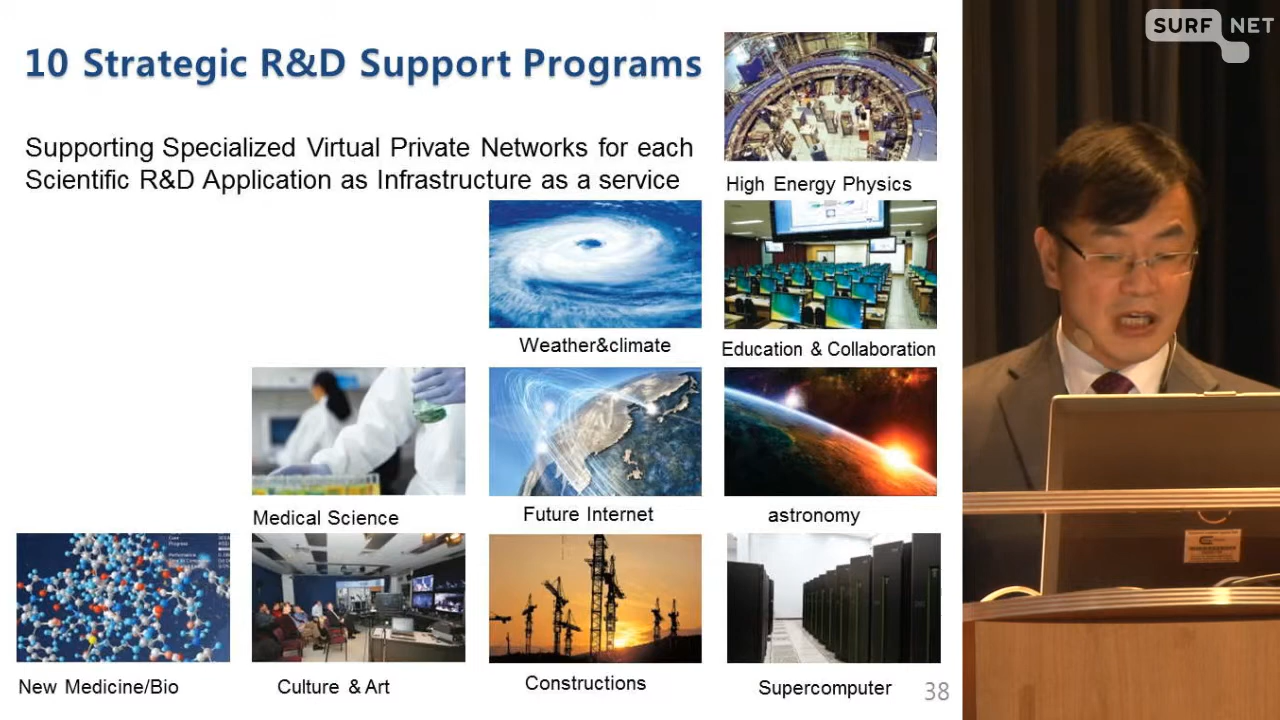 SURF NET
10 Strategic R&D Support Programs
Supporting Specialized Virtual Private Networks for each
Scientific R&D Application as Infrastructure as a service
High Energy Physics
Weather&climate
Education & Collaboration
Medical Science
Future Internet
astronomy
New Medicine/Bio
Culture & Art
Constructions
Supercomputer
38